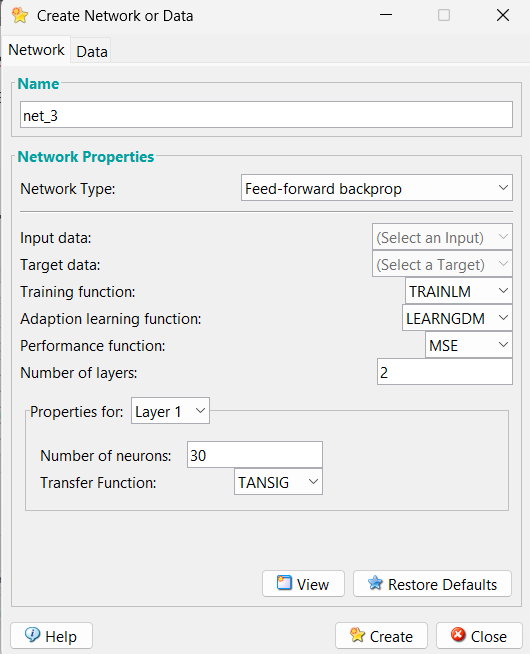 Create Network or Data
Network Data
Name
net_3
Network Properties
Network Type: Feed-forward backprop
Input data: (Select an Input)
Target data: (Select a Target)
Training function: TRAINLM
Adaption learning function: LEARNGDM
Performance function: MSE
Number of layers: 2
Properties for: Layer 1
Number of neurons: 30
Transfer Function: TANSIG
View Restore Defaults
Help Create Close